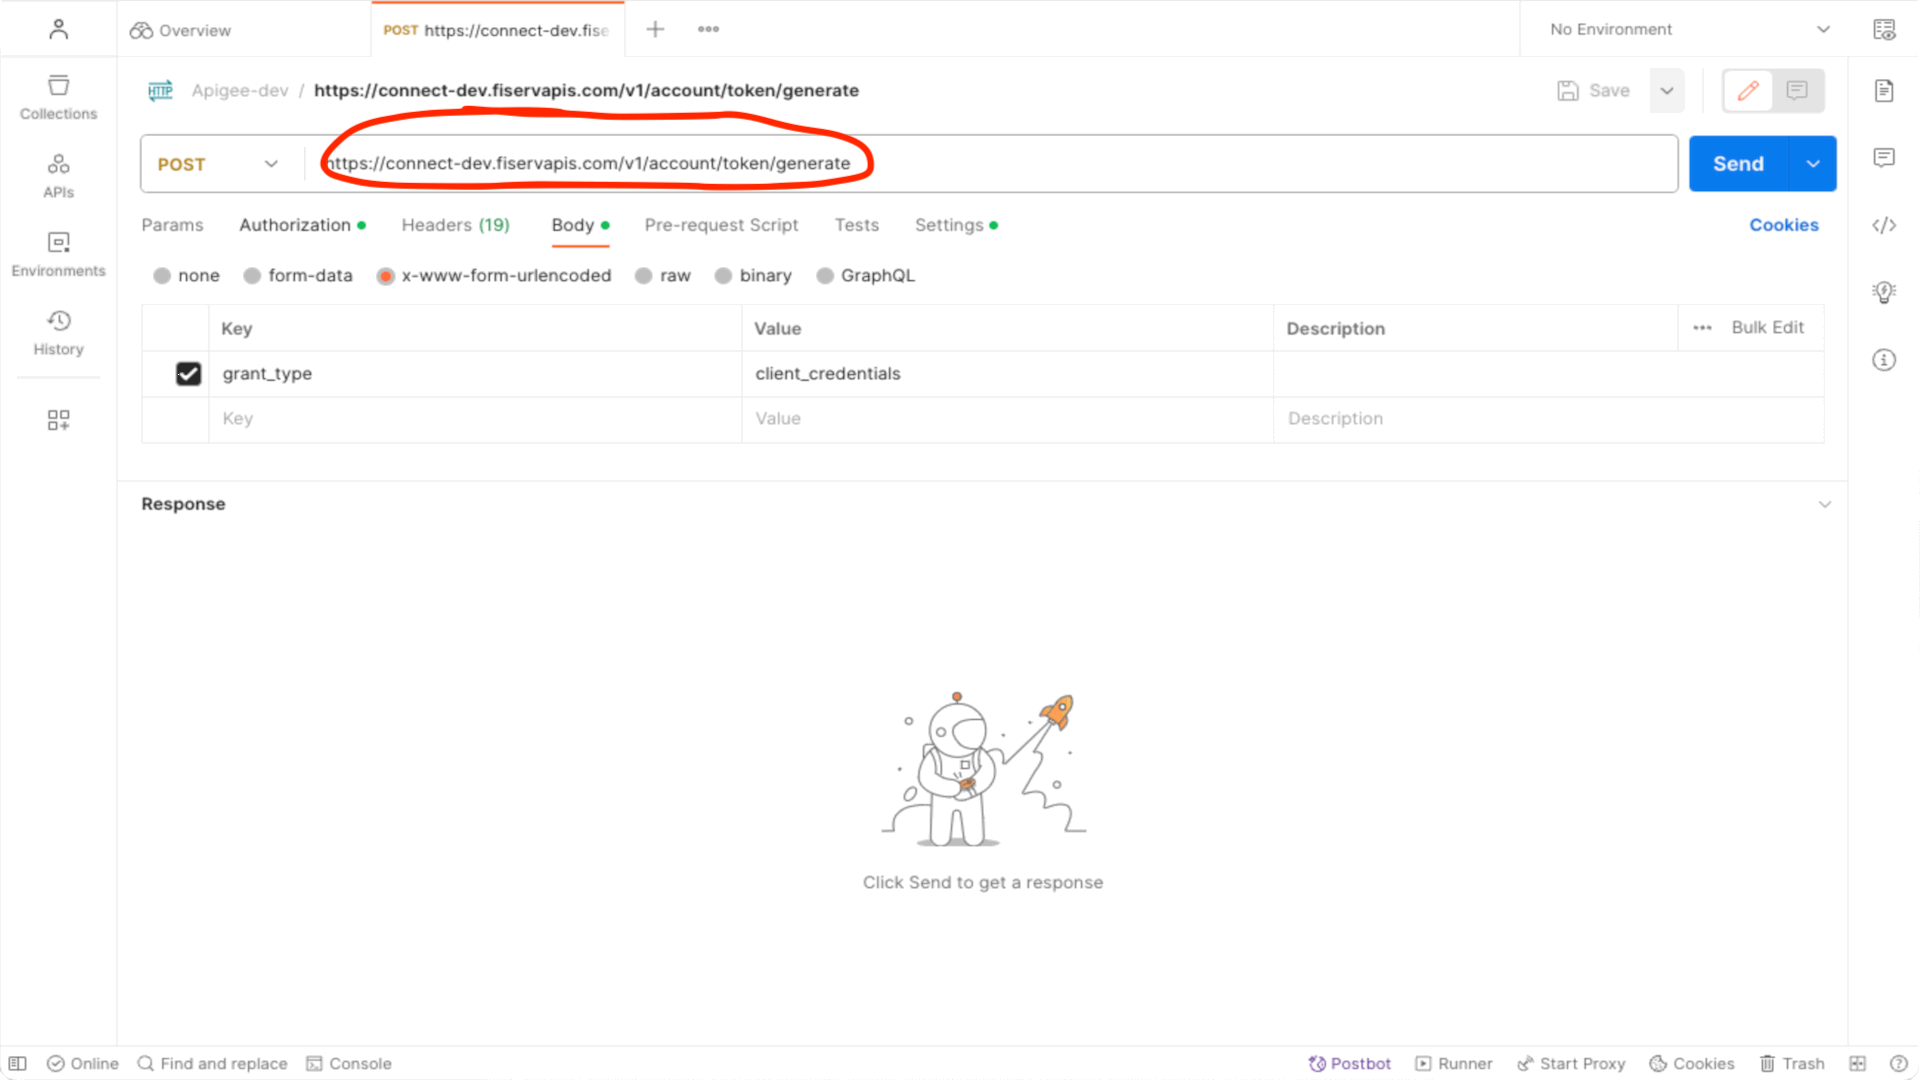 Overview
POST https://connect-dev.fise
No Environment
Apigee-dev / https://connect-dev.fiservapis.com/v1/account/token/generate
Save
Collections
POST
https://connect-dev.fiservapis.com/v1/account/token/generate
Send
APIs
Params Authorization Headers (19) Body Pre-request Script Tests Settings Cookies
Environments
none form-data x-www-form-urlencoded raw binary GraphQL
History
Key Value Description ••• Bulk Edit
grant_type client_credentials
Key Value Description
Response
Click Send to get a response
Online Find and replace Console Postbot Runner Start Proxy Cookies Trash